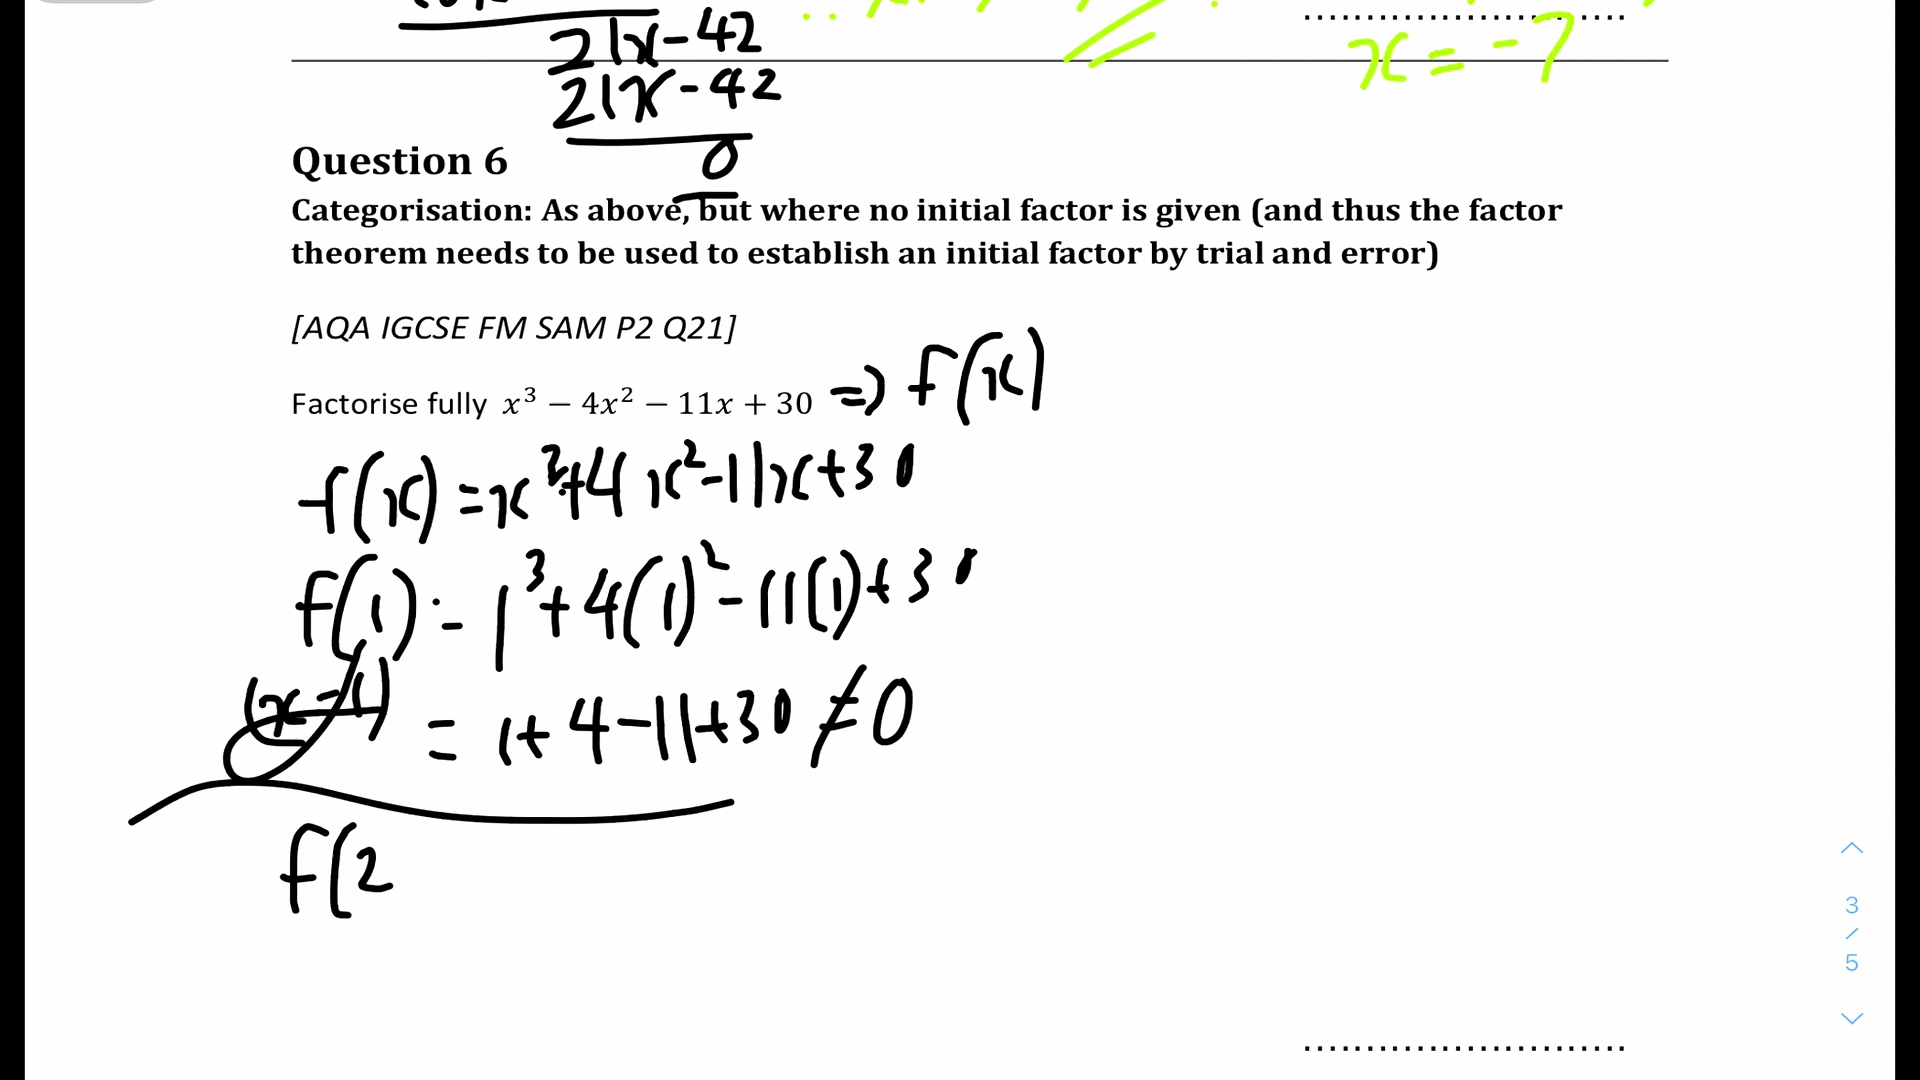 21x-42
x = -7
21x-42
0
Question 6
Categorisation: As above, but where no initial factor is given (and thus the factor
theorem needs to be used to establish an initial factor by trial and error)
[AQA IGCSE FM SAM P2 Q21]
Factorise fully x³ − 4x² − 11x + 30 => f(x)
f(x) = x³+4x²-11x+30
f(1) = 1³+4(1)²-11(1)+30
(x-1)
= 1+4-11+30 ≠ 0
f(2
3
/
5